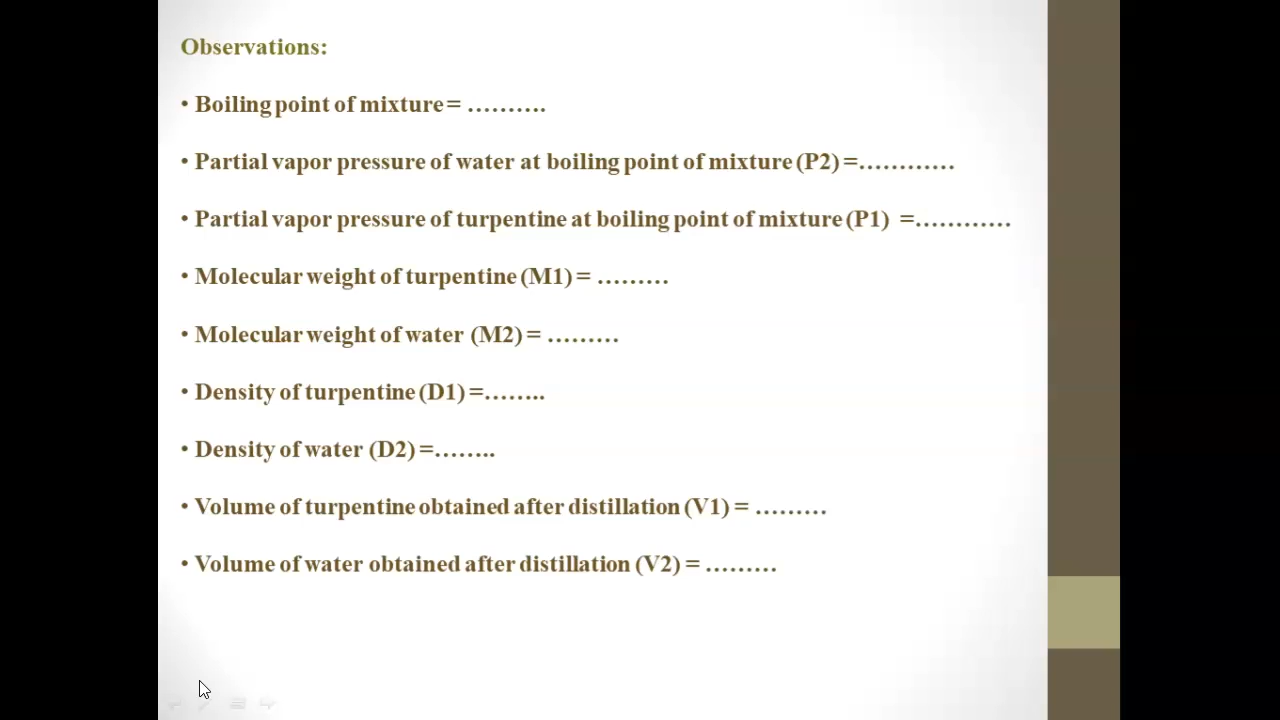 Observations:
• Boiling point of mixture = ……….
• Partial vapor pressure of water at boiling point of mixture (P2) =…………
• Partial vapor pressure of turpentine at boiling point of mixture (P1) =…………
• Molecular weight of turpentine (M1) = ………
• Molecular weight of water (M2) = ………
• Density of turpentine (D1) =……..
• Density of water (D2) =……..
• Volume of turpentine obtained after distillation (V1) = ………
• Volume of water obtained after distillation (V2) = ………